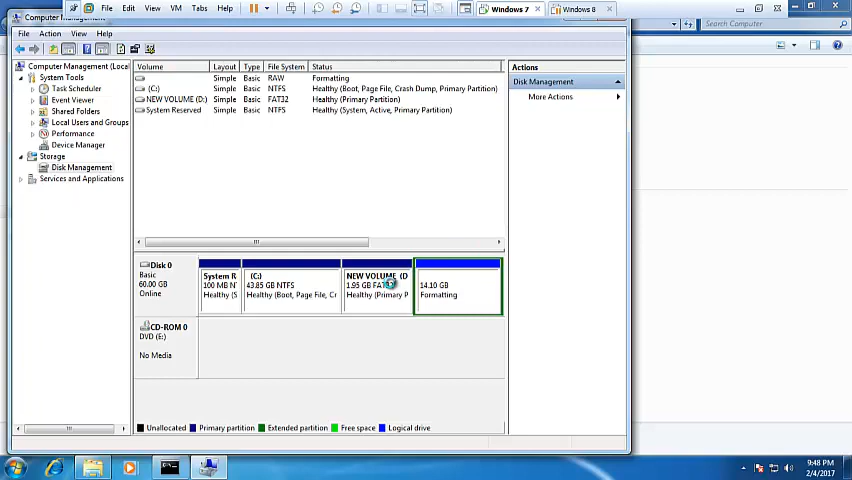 File Edit View VM Tabs Help
Windows 7 ×
Windows 8 ×
File Action View Help
Search Computer
Computer Management (Local
System Tools
Task Scheduler
Event Viewer
Shared Folders
Local Users and Groups
Performance
Device Manager
Storage
Disk Management
Services and Applications
Volume Layout Type File System Status
Simple Basic RAW Formatting
(C:) Simple Basic NTFS Healthy (Boot, Page File, Crash Dump, Primary Partition)
NEW VOLUME (D:) Simple Basic FAT32 Healthy (Primary Partition)
System Reserved Simple Basic NTFS Healthy (System, Active, Primary Partition)
Actions
Disk Management
More Actions
Disk 0
Basic
60.00 GB
Online
System R
100 MB N
Healthy (S
(C:)
43.85 GB NTFS
Healthy (Boot, Page File, Cr
NEW VOLUME (D
1.95 GB
Healthy (Primary P
14.10 GB
Formatting
CD-ROM 0
DVD (E:)
No Media
Unallocated Primary partition Extended partition Free space Logical drive
9:48 PM
2/4/2017